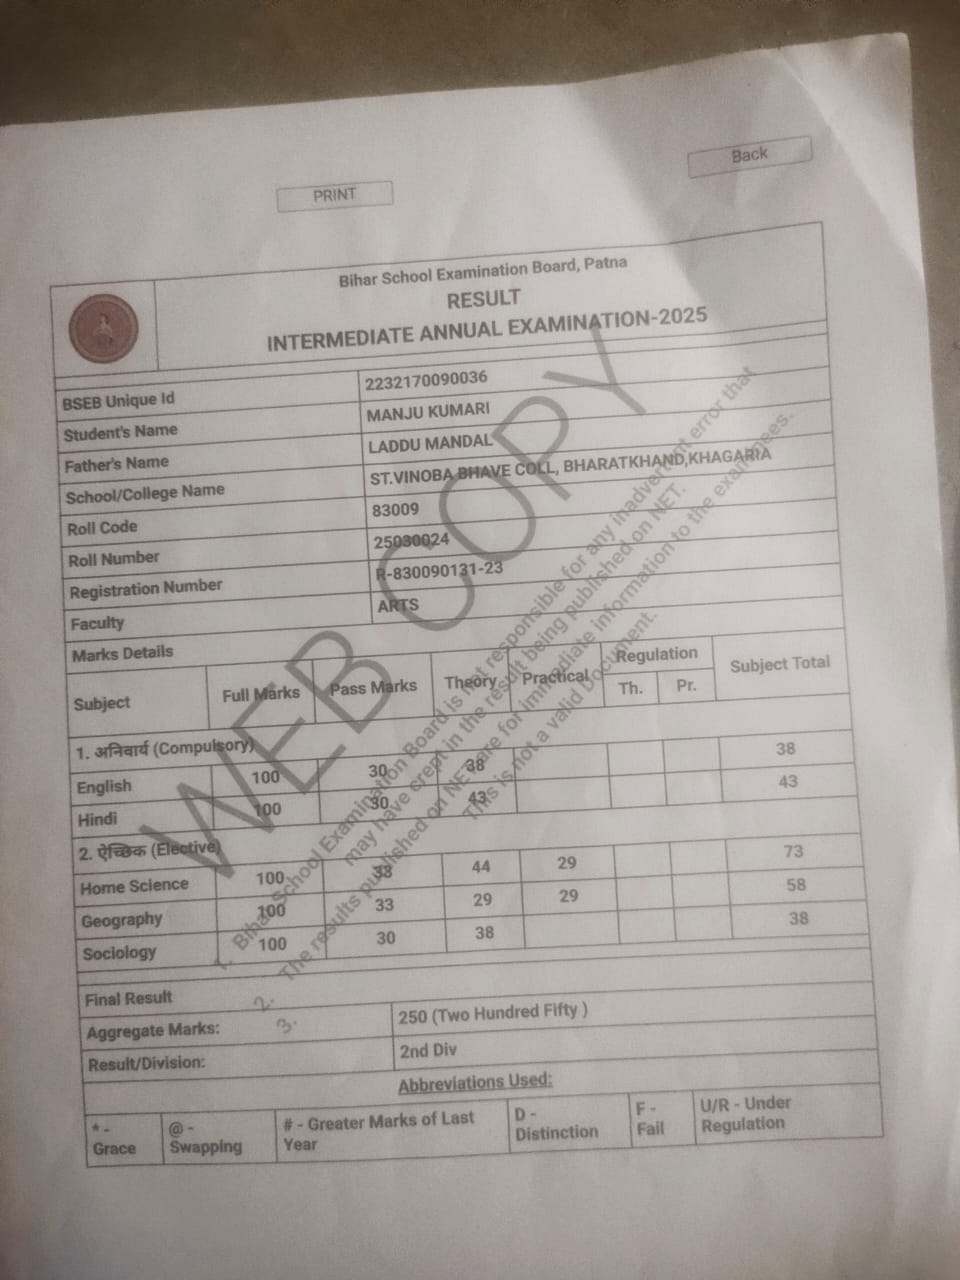 Back
PRINT
Bihar School Examination Board, Patna
RESULT
INTERMEDIATE ANNUAL EXAMINATION-2025
BSEB Unique Id 2232170090036
Student's Name MANJU KUMARI
Father's Name LADDU MANDAL
School/College Name ST.VINOBA BHAVE COLL, BHARATKHAND,KHAGARIA
Roll Code 83009
Roll Number 25030024
Registration Number R-830090131-23
Faculty ARTS
Marks Details
Subject Full Marks Pass Marks Theory Practical Regulation Subject Total
Th. Pr.
1. अनिवार्य (Compulsory)
English 100 30 38 38
Hindi 100 30 43 43
2. ऐच्छिक (Elective)
Home Science 100 33 44 29 73
Geography 100 33 29 29 58
Sociology 100 30 38 38
Final Result
Aggregate Marks: 250 (Two Hundred Fifty )
Result/Division: 2nd Div
Abbreviations Used:
* - Grace
@ - Swapping
# - Greater Marks of Last Year
D - Distinction
F - Fail
U/R - Under Regulation
WEB COPY
1. Bihar School Examination Board is not responsible for any inadvertent error that
may have crept in the result being published on NET.
2. The results published on NET are for immediate information to the examinees.
3. This is not a valid Document.